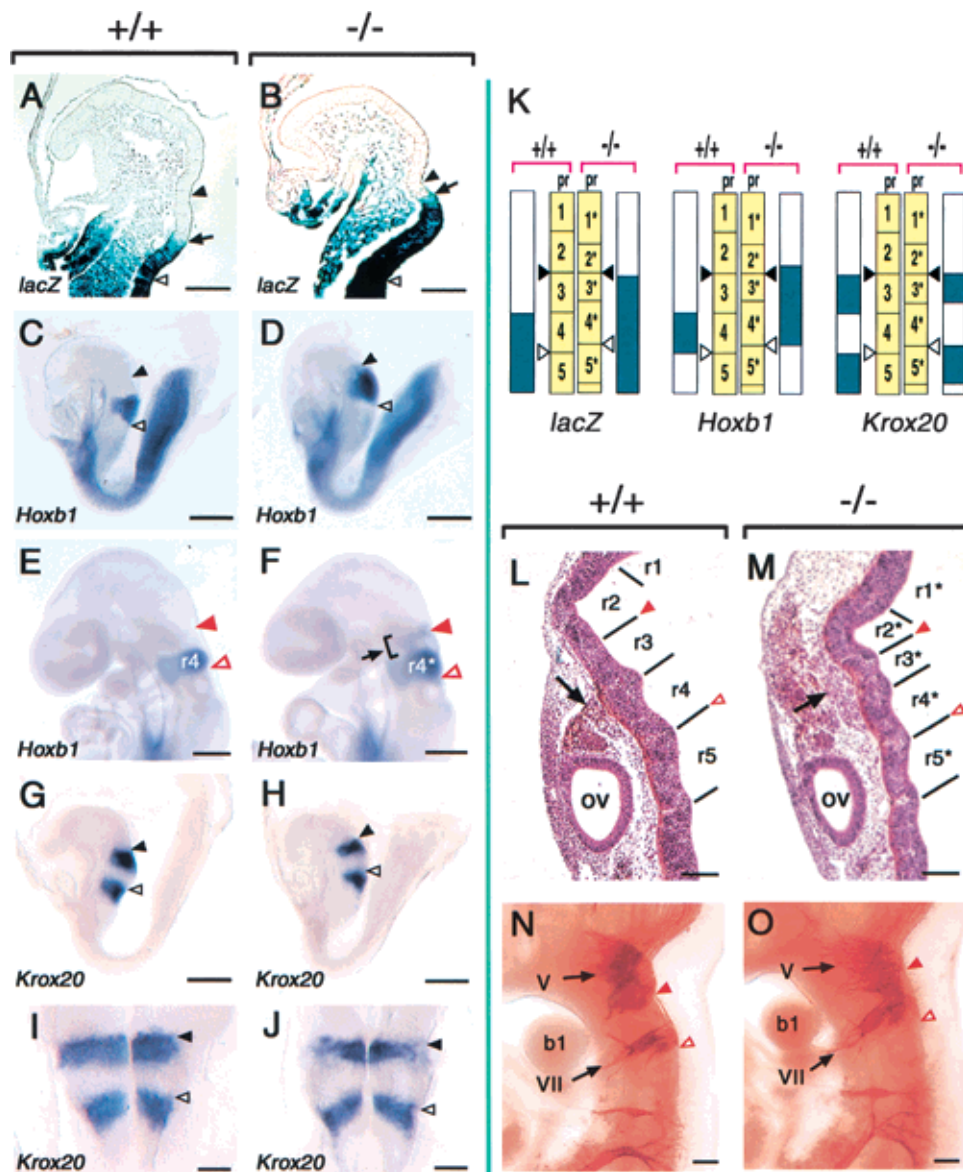 +/+
-/-
A
lacZ
B
lacZ
C
Hoxb1
D
Hoxb1
E
r4
Hoxb1
F
r4*
Hoxb1
G
Krox20
H
Krox20
I
Krox20
J
Krox20
K
+/+ -/- +/+ -/- +/+ -/-
pr pr pr pr pr pr
1 1* 1 1* 1 1*
2 2* 2 2* 2 2*
3 3* 3 3* 3 3*
4 4* 4 4* 4 4*
5 5* 5 5* 5 5*
lacZ Hoxb1 Krox20
+/+
-/-
L
r1
r2
r3
r4
r5
ov
M
r1*
r2*
r3*
r4*
r5*
ov
N
V
b1
VII
O
V
b1
VII